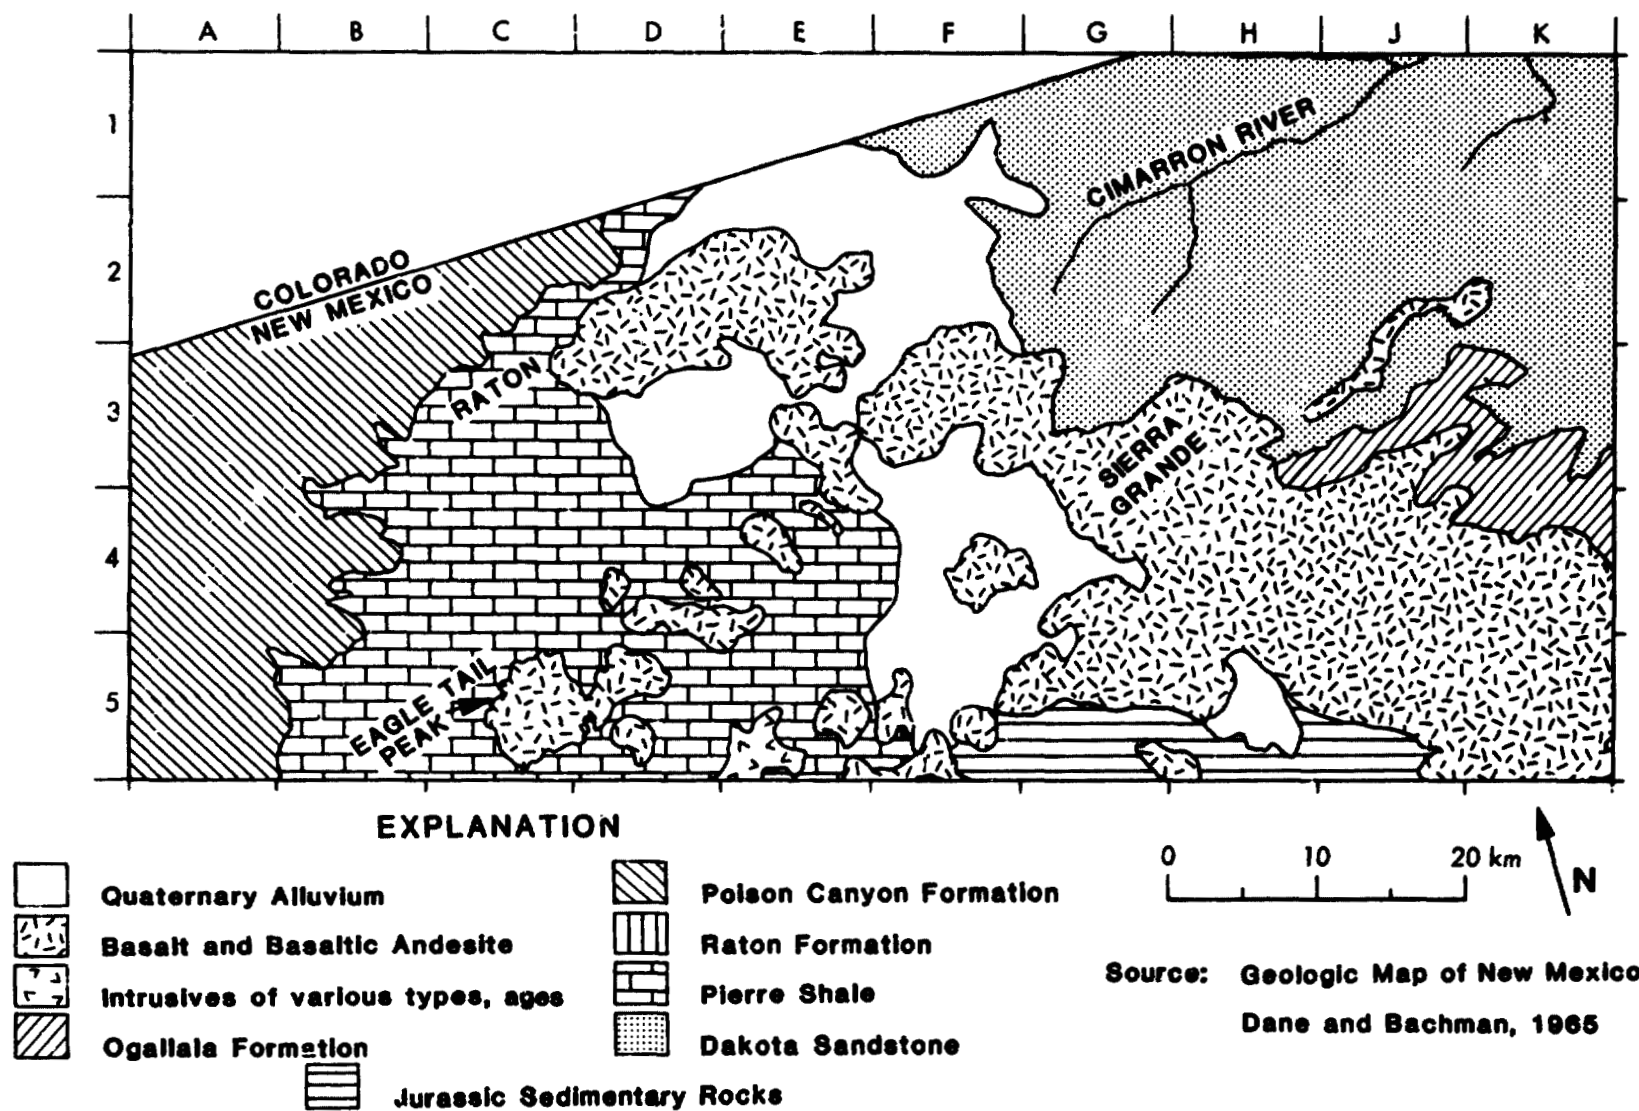 A B C D E F G H J K
1
2
3
4
5
COLORADO
NEW MEXICO
CIMARRON RIVER
RATON
SIERRA
GRANDE
EAGLE TAIL
PEAK
EXPLANATION
Quaternary Alluvium
Basalt and Basaltic Andesite
Intrusives of various types, ages
Ogallala Formation
Jurassic Sedimentary Rocks
Poison Canyon Formation
Raton Formation
Pierre Shale
Dakota Sandstone
0 10 20 km
N
Source: Geologic Map of New Mexico
Dane and Bachman, 1965